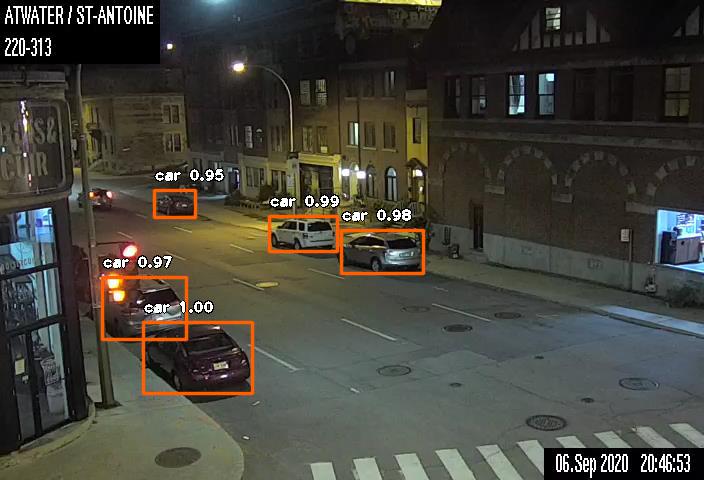 ATWATER / ST-ANTOINE
220-313
car 0.95
car 0.99
car 0.98
car 0.97
car 1.00
CUIR
06.Sep 2020 20:46:53